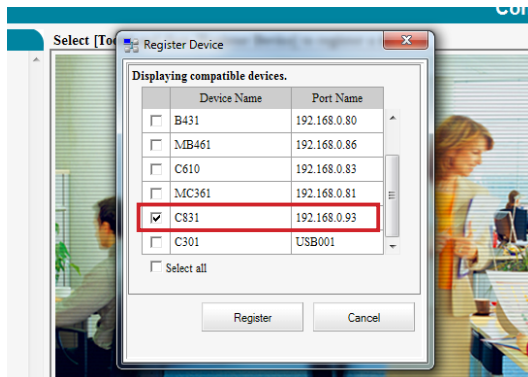 Con
Select [Too
Register Device
Displaying compatible devices.
Device Name Port Name
B431 192.168.0.80
MB461 192.168.0.86
C610 192.168.0.83
MC361 192.168.0.81
C831 192.168.0.93
C301 USB001
Select all
Register Cancel